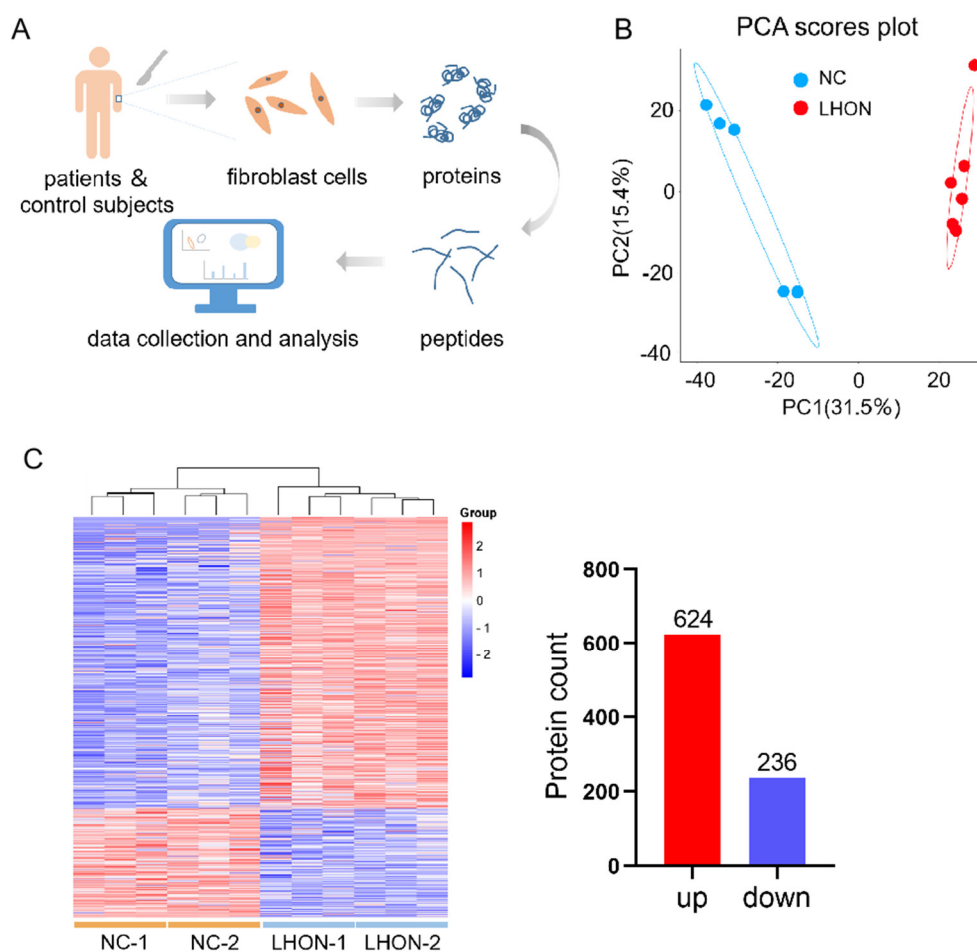 A
patients &
control subjects
fibroblast cells
proteins
data collection and analysis
peptides
B
PCA scores plot
NC
LHON
PC2(15.4%)
20
0
-20
-40
-40
-20
0
20
PC1(31.5%)
C
Group
2
1
0
-1
-2
NC-1
NC-2
LHON-1
LHON-2
Protein count
800
600
400
200
0
624
236
up
down